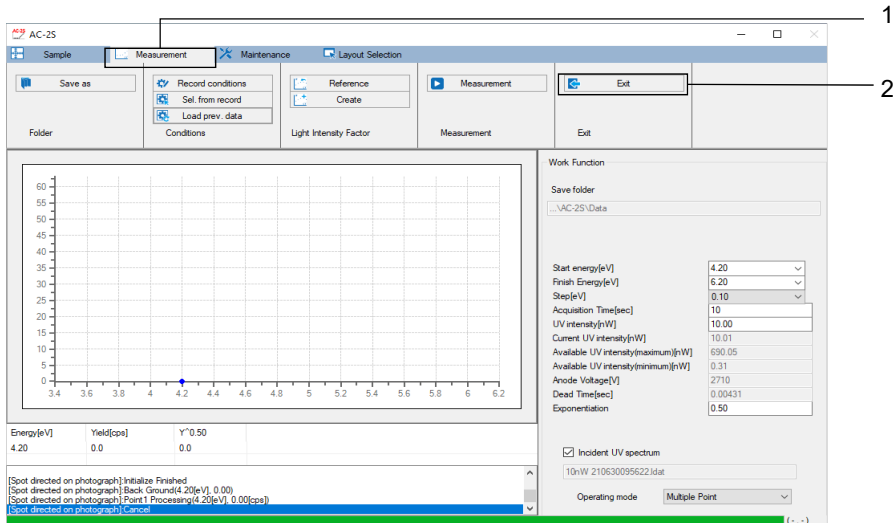 1
AC-2S
Sample Measurement Maintenance Layout Selection
Save as Record conditions Reference Measurement Exit
2
Sel. from record Create
Load prev. data
Folder Conditions Light Intensity Factor Measurement Exit
Work Function
Save folder
...\AC-2S\Data
60
55
50
45
40
35
30
25
20
15
10
5
0
3.4 3.6 3.8 4 4.2 4.4 4.6 4.8 5 5.2 5.4 5.6 5.8 6 6.2
Start energy[eV] 4.20
Finish Energy[eV] 6.20
Step[eV] 0.10
Acquisition Time[sec] 10
UV intensity[nW] 10.00
Current UV intensity[nW] 10.01
Available UV intensity(maximum)[nW] 690.05
Available UV intensity(minimum)[nW] 0.31
Anode Voltage[V] 2710
Dead Time[sec] 0.00431
Exponentiation 0.50
Energy[eV] Yield[cps] Y^0.50
4.20 0.0 0.0
Incident UV spectrum
10nW 210630095622.ldat
Operating mode Multiple Point
[Spot directed on photograph]:Initialize Finished
[Spot directed on photograph]:Back Ground(4.20[eV], 0.00)
[Spot directed on photograph]:Point1 Processing(4.20[eV], 0.00[cps])
[Spot directed on photograph]:Cancel
(-.-)